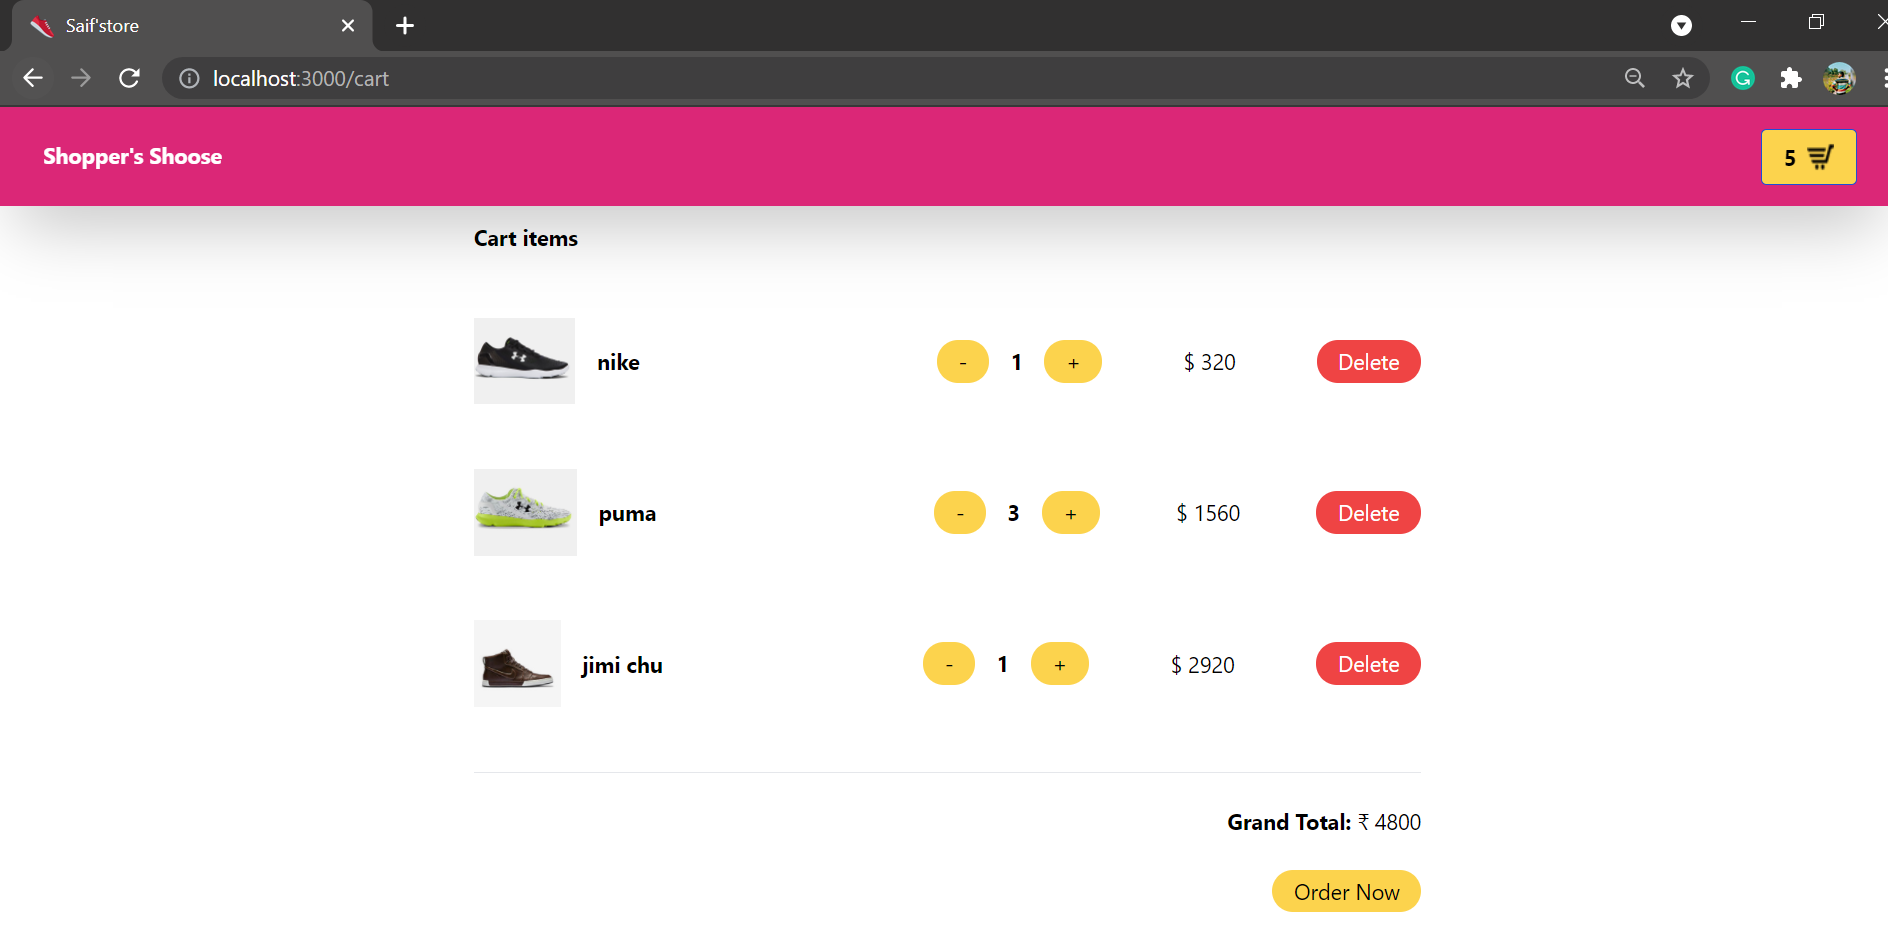 Saif'store
localhost:3000/cart
Shopper's Shoose
5
Cart items
nike - 1 + $ 320 Delete
puma - 3 + $ 1560 Delete
jimi chu - 1 + $ 2920 Delete
Grand Total: ₹ 4800
Order Now